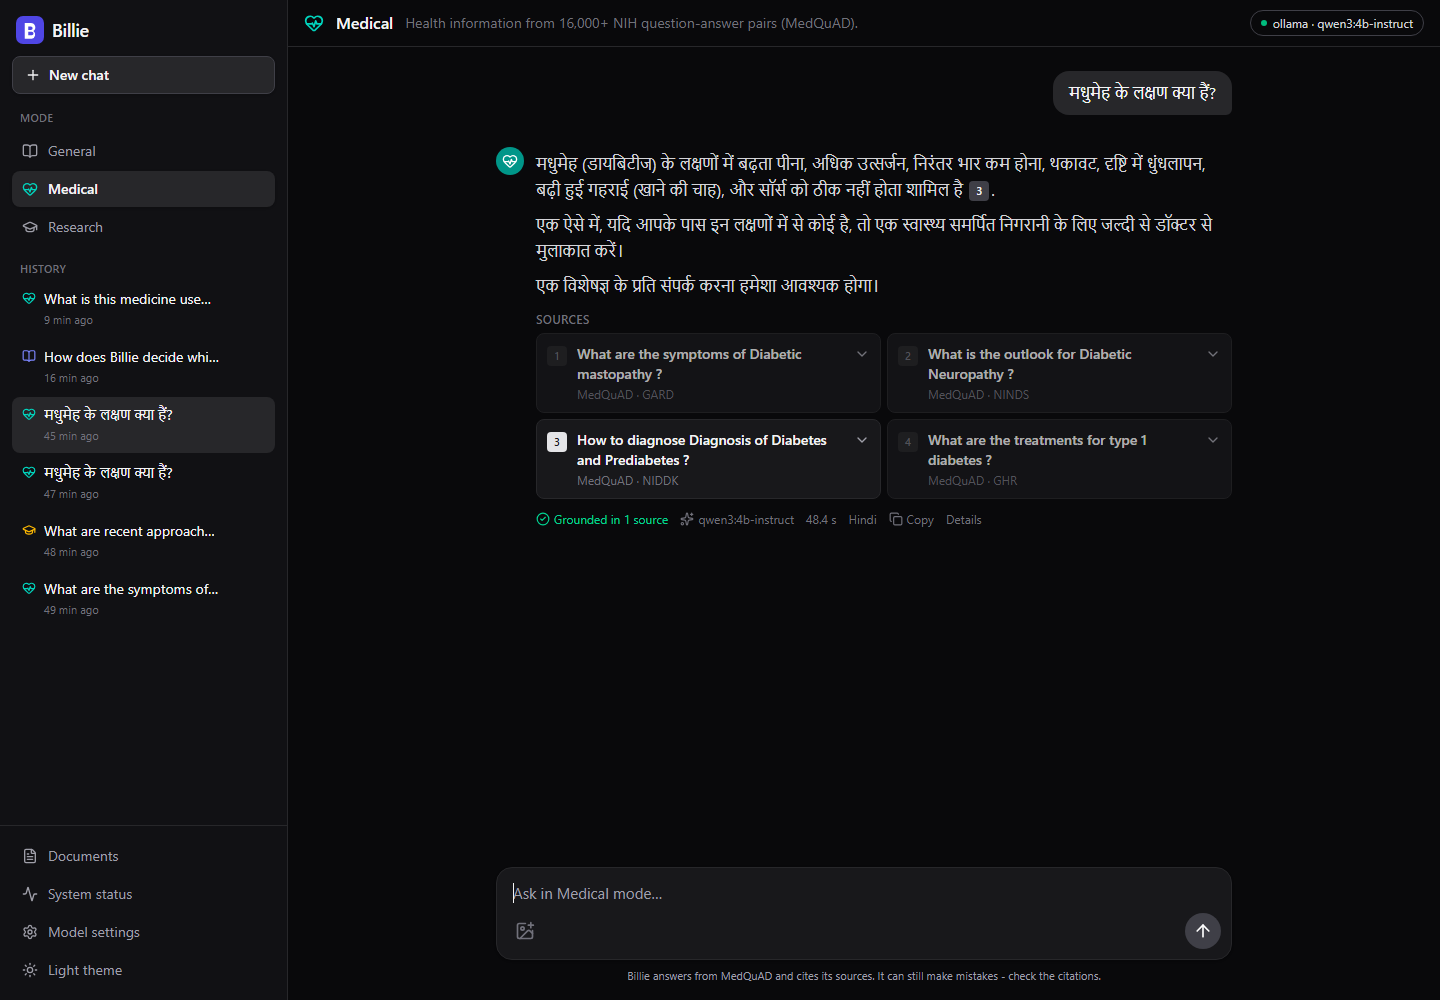 Billie
New chat
MODE
General
Medical
Research
HISTORY
What is this medicine use...
9 min ago
How does Billie decide whi...
16 min ago
मधुमेह के लक्षण क्या हैं?
45 min ago
मधुमेह के लक्षण क्या हैं?
47 min ago
What are recent approach...
48 min ago
What are the symptoms of...
49 min ago
Documents
System status
Model settings
Light theme
Medical Health information from 16,000+ NIH question-answer pairs (MedQuAD).
ollama · qwen3:4b-instruct
मधुमेह के लक्षण क्या हैं?
मधुमेह (डायबिटीज) के लक्षणों में बढ़ता पीना, अधिक उत्सर्जन, निरंतर भार कम होना, थकावट, दृष्टि में धुंधलापन,
बढ़ी हुई गहराई (खाने की चाह), और सॉर्स को ठीक नहीं होता शामिल है 3 .
एक ऐसे में, यदि आपके पास इन लक्षणों में से कोई है, तो एक स्वास्थ्य समर्पित निगरानी के लिए जल्दी से डॉक्टर से
मुलाकात करें।
एक विशेषज्ञ के प्रति संपर्क करना हमेशा आवश्यक होगा।
SOURCES
1 What are the symptoms of Diabetic
mastopathy ?
MedQuAD · GARD
2 What is the outlook for Diabetic
Neuropathy ?
MedQuAD · NINDS
3 How to diagnose Diagnosis of Diabetes
and Prediabetes ?
MedQuAD · NIDDK
4 What are the treatments for type 1
diabetes ?
MedQuAD · GHR
Grounded in 1 source qwen3:4b-instruct 48.4 s Hindi Copy Details
Ask in Medical mode...
Billie answers from MedQuAD and cites its sources. It can still make mistakes - check the citations.